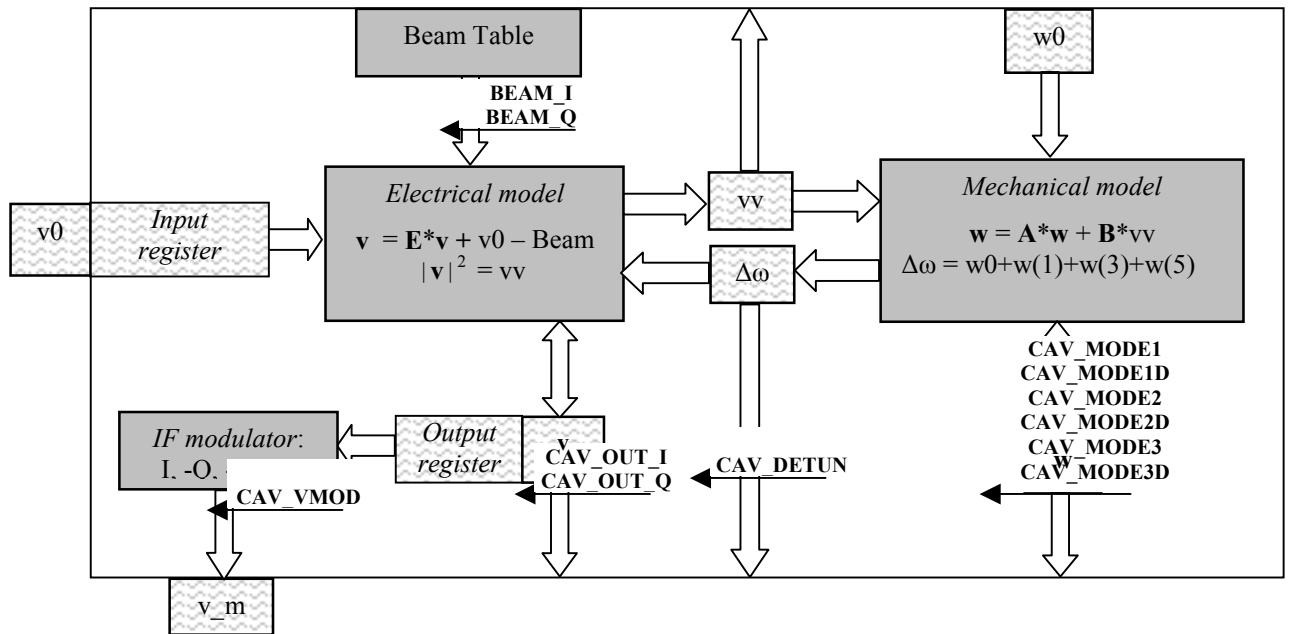 Beam Table
w0
BEAM_I
BEAM_Q
v0
Input
register
Electrical model
v = E*v + v0 – Beam
|v|² = vv
vv
Δω
Mechanical model
w = A*w + B*vv
Δω = w0+w(1)+w(3)+w(5)
CAV_MODE1
CAV_MODE1D
CAV_MODE2
CAV_MODE2D
CAV_MODE3
w
CAV_MODE3D
IF modulator:
I, -Q,
CAV_VMOD
Output
register
v
CAV_OUT_I
CAV_OUT_Q
CAV_DETUN
v_m